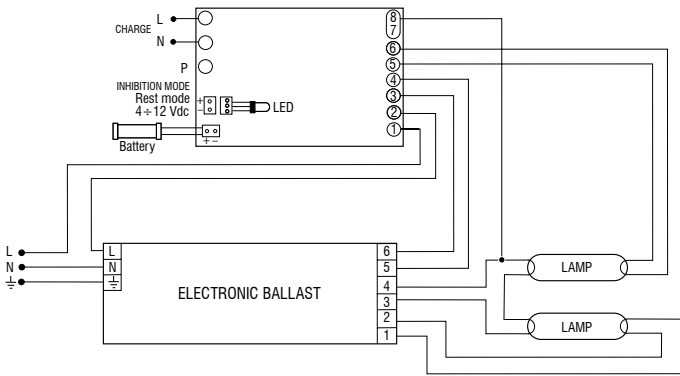 CHARGE
L
N
P
INHIBITION MODE
Rest mode
4÷12 Vdc
+
−
LED
Battery
+ −
8
7
6
5
4
3
2
1
L
N
L
N
ELECTRONIC BALLAST
6
5
4
3
2
1
LAMP
LAMP